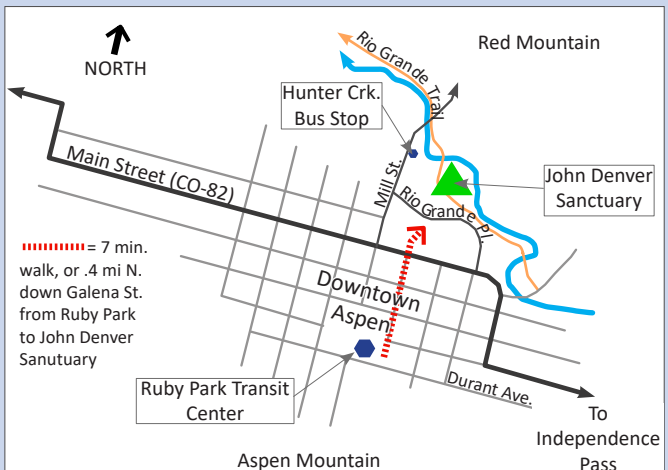 Red Mountain
NORTH
Rio Grande Trail
Hunter Crk.
Bus Stop
John Denver
Sanctuary
Main Street (CO-82)
Mill St.
Rio Grande Pl.
= 7 min.
walk, or .4 mi N.
down Galena St.
from Ruby Park
to John Denver
Sanutuary
Downtown
Aspen
Ruby Park Transit
Center
Durant Ave.
To
Independence
Pass
Aspen Mountain